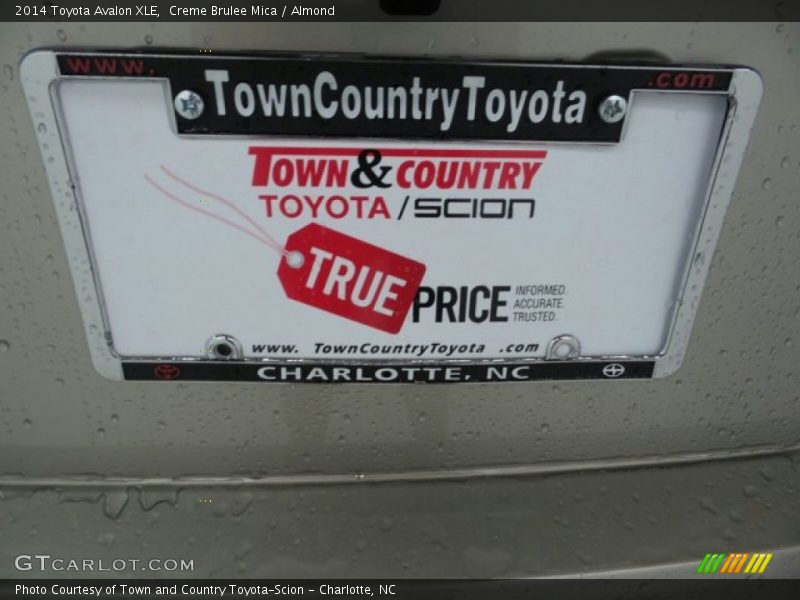 2014 Toyota Avalon XLE,  Creme Brulee Mica / Almond
www. .com
TownCountryToyota
TOWN & COUNTRY
TOYOTA / SCION
TRUE PRICE
INFORMED.
ACCURATE.
TRUSTED.
www. TownCountryToyota .com
CHARLOTTE, NC
GTCARLOT.COM
Photo Courtesy of Town and Country Toyota-Scion - Charlotte, NC